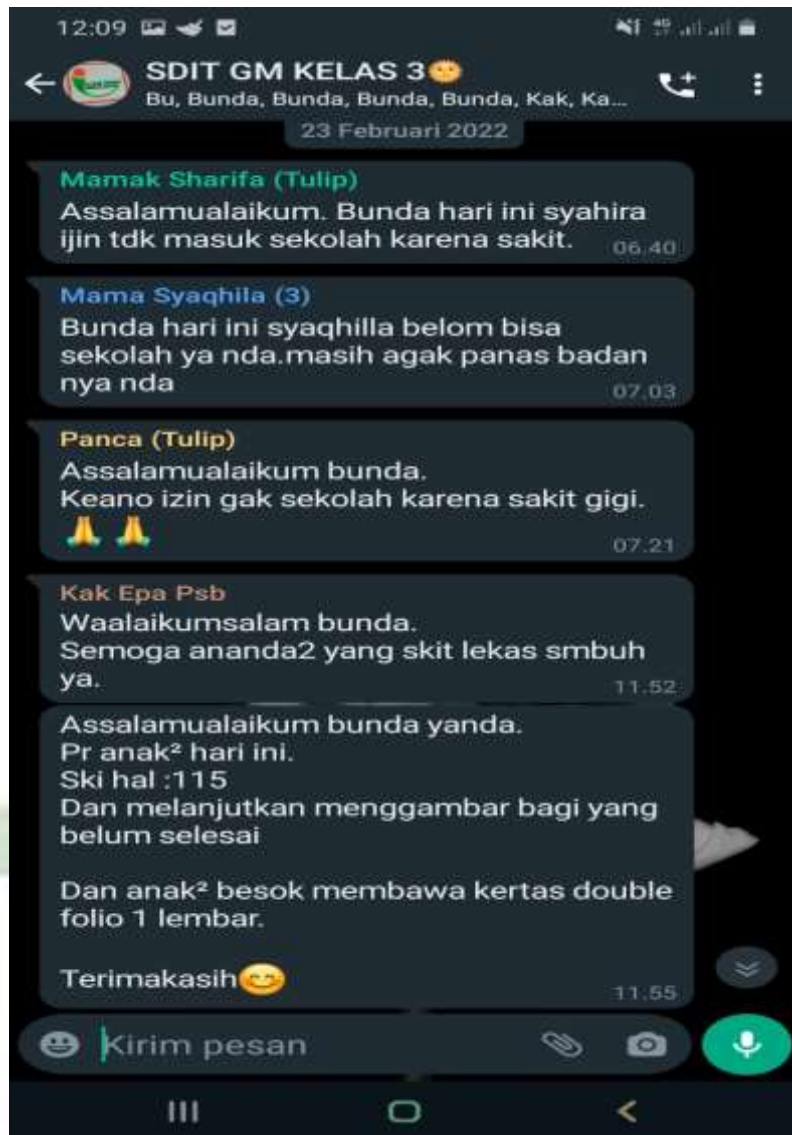 12:09
SDIT GM KELAS 3🌞
Bu, Bunda, Bunda, Bunda, Bunda, Kak, Ka...
23 Februari 2022
Mamak Sharifa (Tulip)
Assalamualaikum. Bunda hari ini syahira
ijin tdk masuk sekolah karena sakit. 06.40
Mama Syaqhila (3)
Bunda hari ini syaqhilla belom bisa
sekolah ya nda.masih agak panas badan
nya nda 07.03
Panca (Tulip)
Assalamualaikum bunda.
Keano izin gak sekolah karena sakit gigi.
🙏🙏 07.21
Kak Epa Psb
Waalaikumsalam bunda.
Semoga ananda2 yang skit lekas smbuh
ya. 11.52
Assalamualaikum bunda yanda.
Pr anak² hari ini.
Ski hal :115
Dan melanjutkan menggambar bagi yang
belum selesai
Dan anak² besok membawa kertas double
folio 1 lembar.
Terimakasih😊 11.55
Kirim pesan